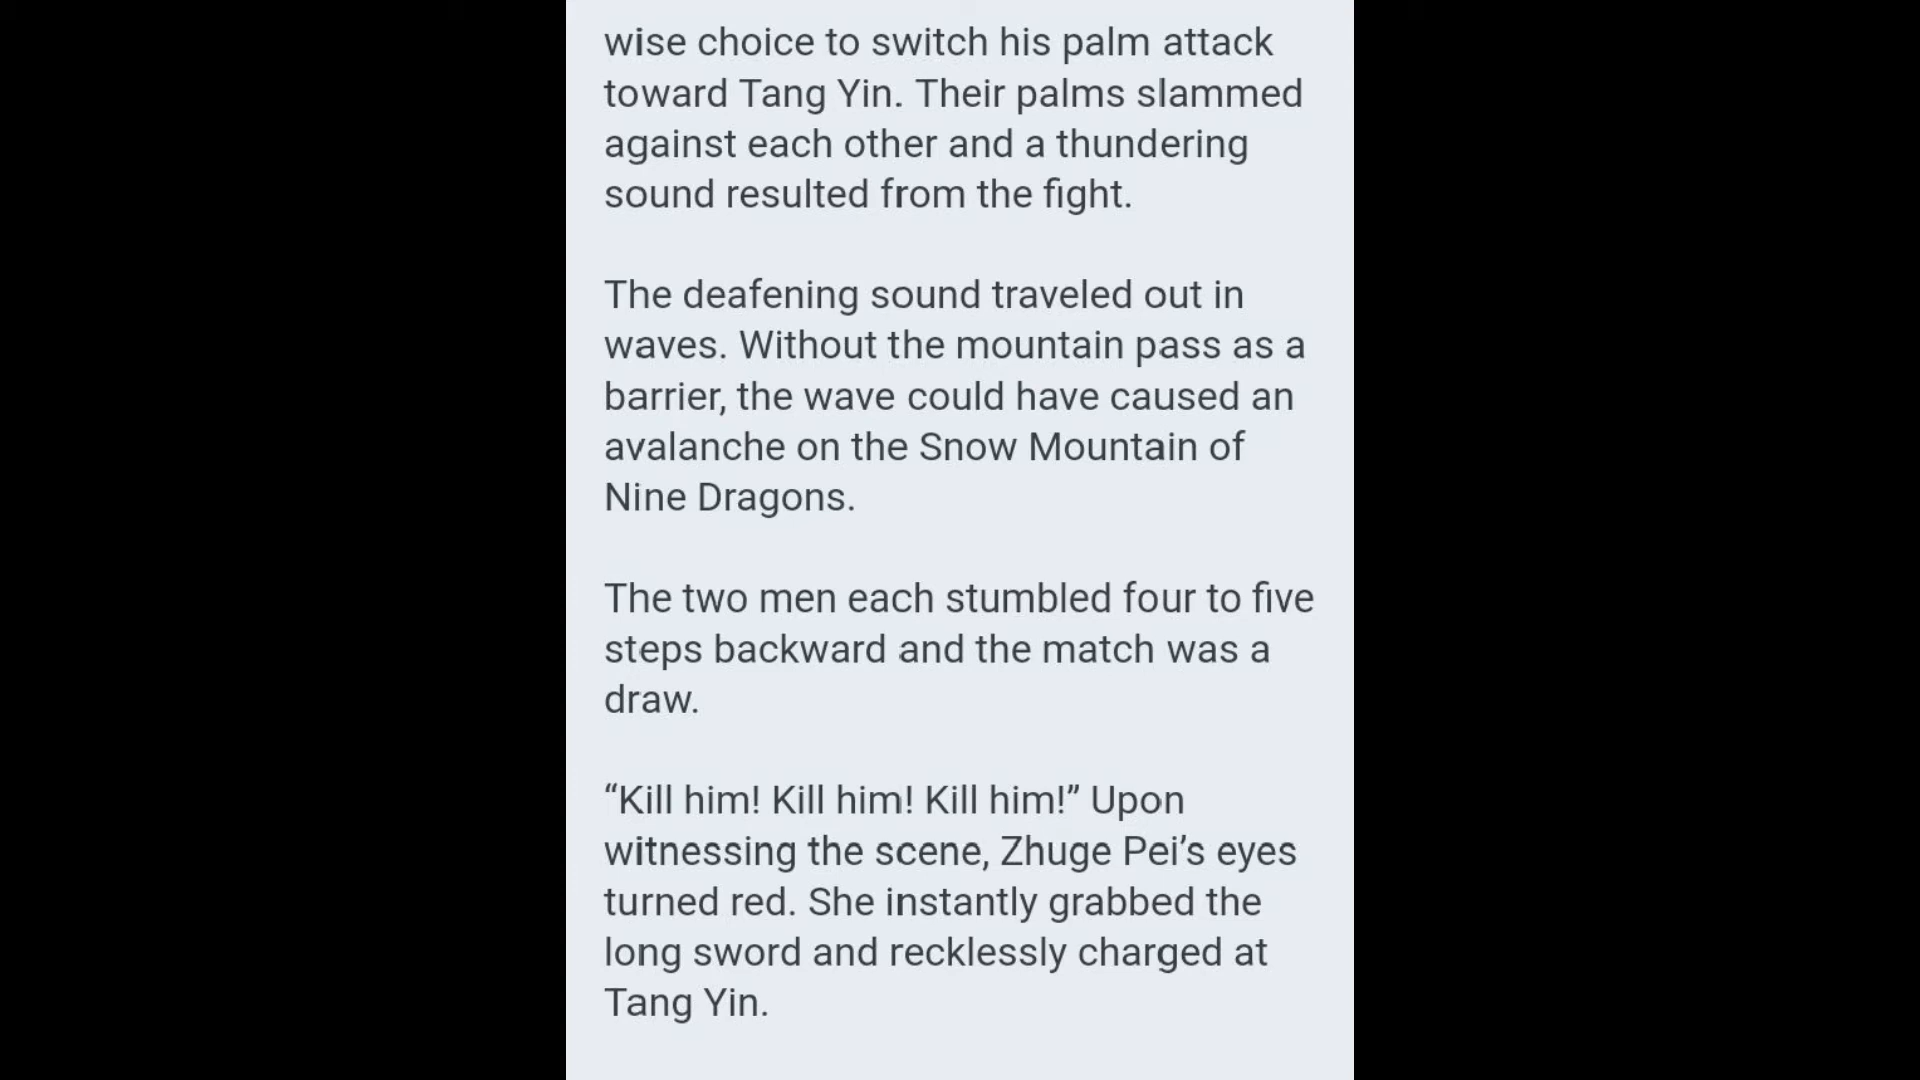 wise choice to switch his palm attack
toward Tang Yin. Their palms slammed
against each other and a thundering
sound resulted from the fight.
The deafening sound traveled out in
waves. Without the mountain pass as a
barrier, the wave could have caused an
avalanche on the Snow Mountain of
Nine Dragons.
The two men each stumbled four to five
steps backward and the match was a
draw.
“Kill him! Kill him! Kill him!” Upon
witnessing the scene, Zhuge Pei’s eyes
turned red. She instantly grabbed the
long sword and recklessly charged at
Tang Yin.